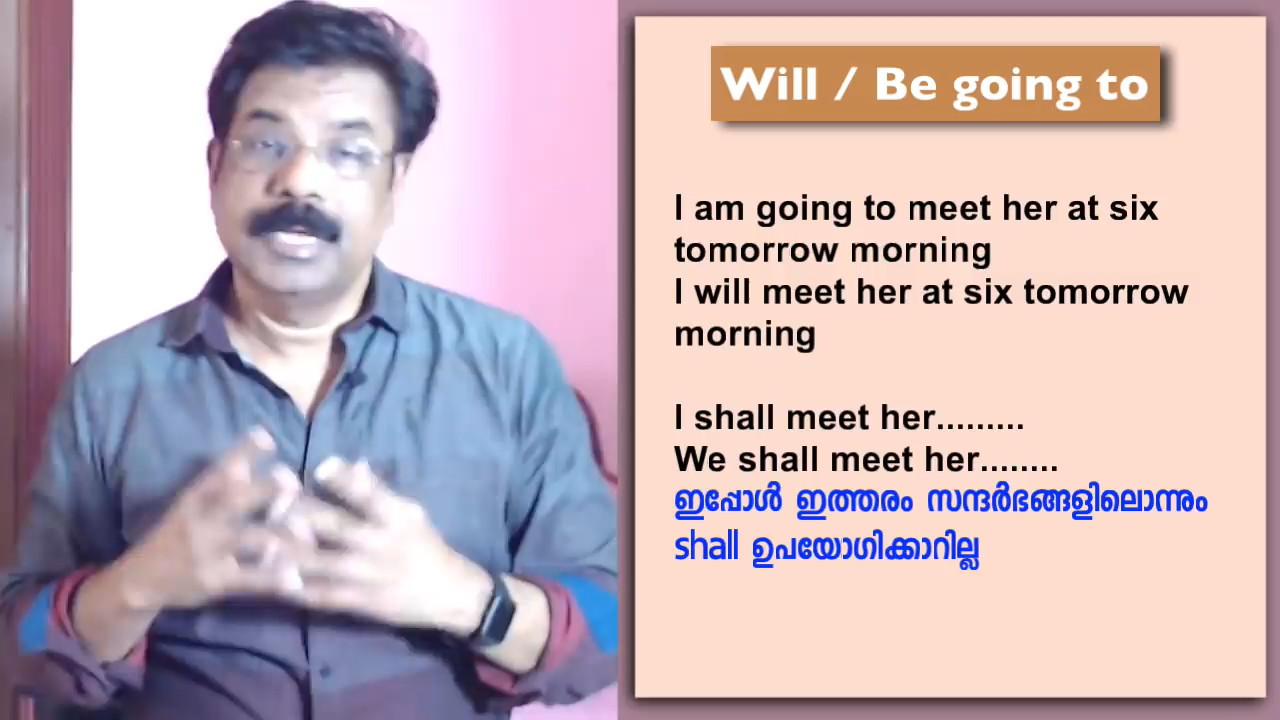 Will / Be going to
I am going to meet her at six
tomorrow morning
I will meet her at six tomorrow
morning
I shall meet her.........
We shall meet her........
ഇപ്പോൾ ഇത്തരം സന്ദർഭങ്ങളിലൊന്നും
shall ഉപയോഗിക്കാറില്ല